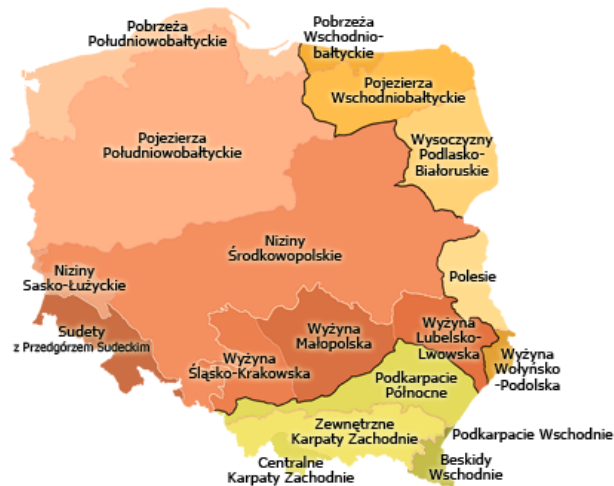 Pobrzeża
Południowobałtyckie
Pobrzeża
Wschodnio-
bałtyckie
Pojezierza
Wschodniobałtyckie
Pojezierza
Południowobałtyckie
Wysoczyzny
Podlasko-
Białoruskie
Niziny
Środkowopolskie
Polesie
Niziny
Sasko-Łużyckie
Sudety
z Przedgórzem Sudeckim
Wyżyna
Śląsko-Krakowska
Wyżyna
Małopolska
Wyżyna
Lubelsko-
Lwowska
Wyżyna
Wołyńsko
-Podolska
Podkarpacie
Północne
Zewnętrzne
Karpaty Zachodnie
Podkarpacie Wschodnie
Centralne
Karpaty Zachodnie
Beskidy
Wschodnie